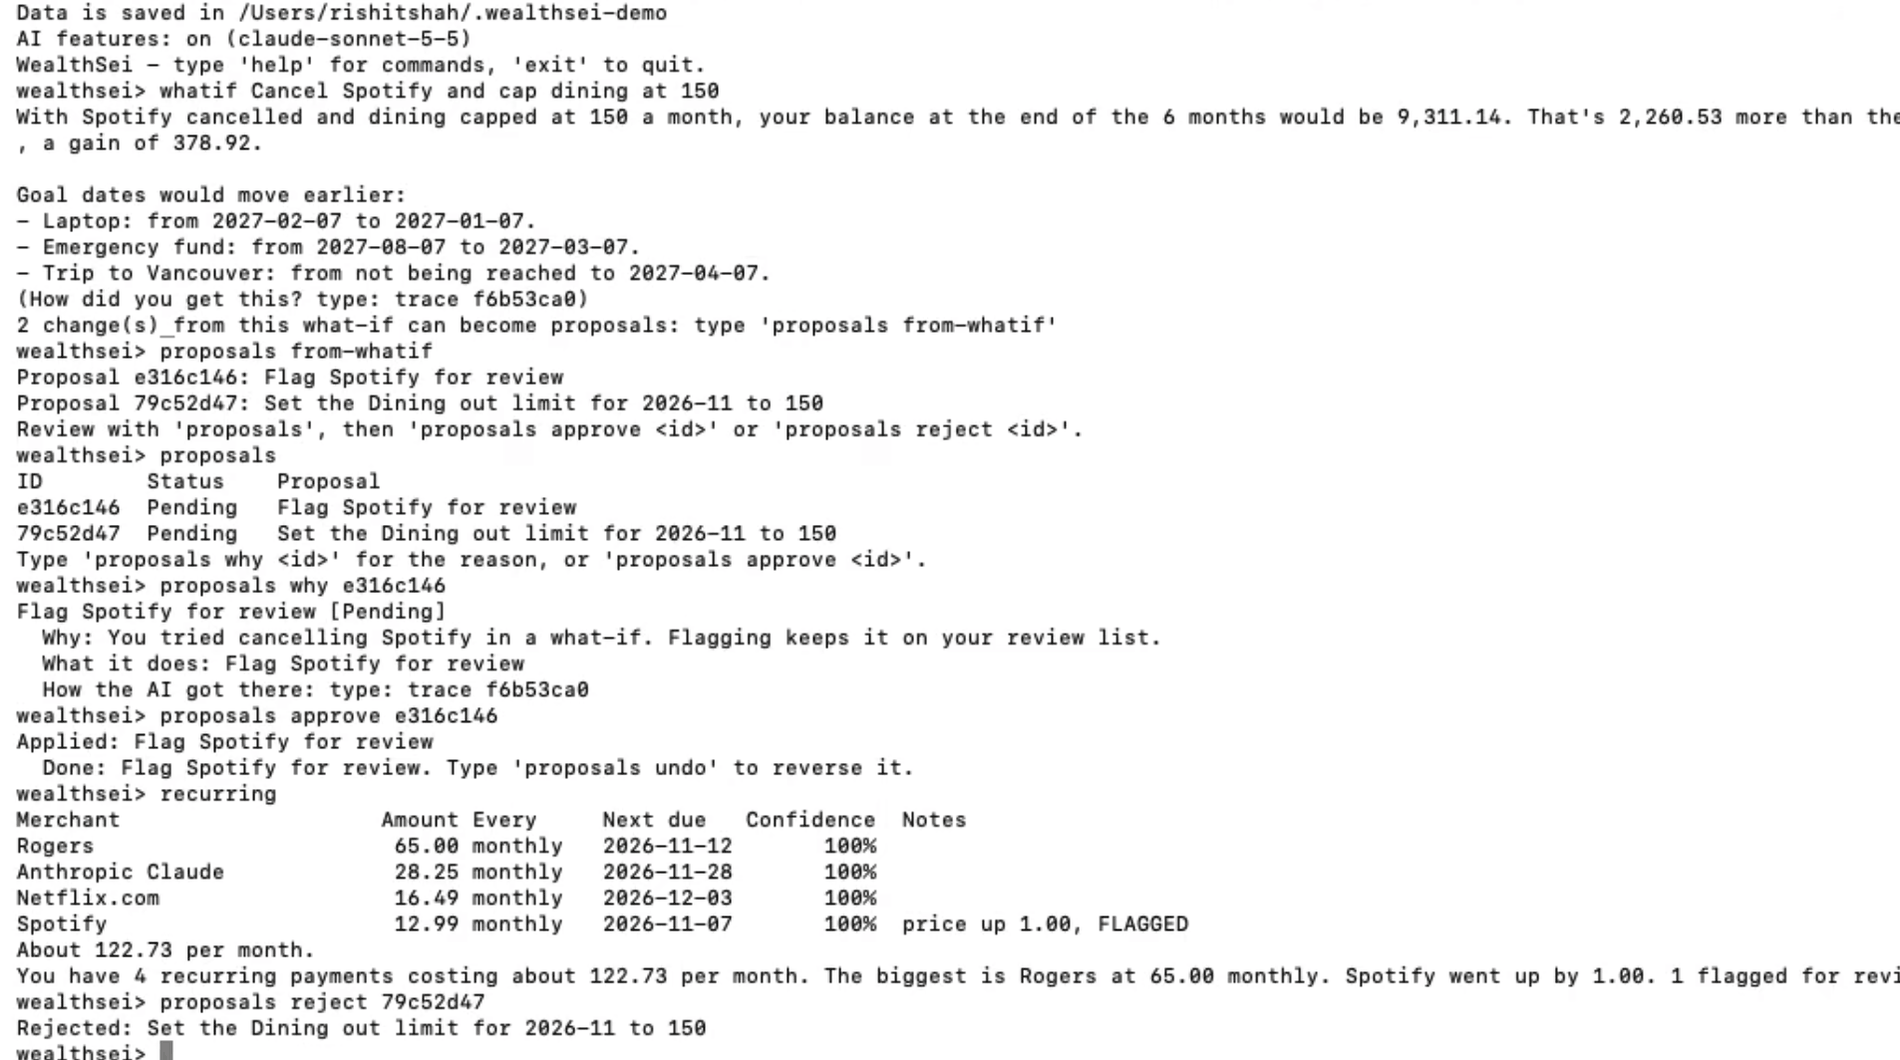 Data is saved in /Users/rishitshah/.wealthsei-demo
AI features: on (claude-sonnet-5-5)
WealthSei – type 'help' for commands, 'exit' to quit.
wealthsei> whatif Cancel Spotify and cap dining at 150
With Spotify cancelled and dining capped at 150 a month, your balance at the end of the 6 months would be 9,311.14. That's 2,260.53 more than the
, a gain of 378.92.
Goal dates would move earlier:
– Laptop: from 2027-02-07 to 2027-01-07.
– Emergency fund: from 2027-08-07 to 2027-03-07.
– Trip to Vancouver: from not being reached to 2027-04-07.
(How did you get this? type: trace f6b53ca0)
2 change(s)_from this what-if can become proposals: type 'proposals from-whatif'
wealthsei> proposals from-whatif
Proposal e316c146: Flag Spotify for review
Proposal 79c52d47: Set the Dining out limit for 2026-11 to 150
Review with 'proposals', then 'proposals approve <id>' or 'proposals reject <id>'.
wealthsei> proposals
ID Status Proposal
e316c146 Pending Flag Spotify for review
79c52d47 Pending Set the Dining out limit for 2026-11 to 150
Type 'proposals why <id>' for the reason, or 'proposals approve <id>'.
wealthsei> proposals why e316c146
Flag Spotify for review [Pending]
Why: You tried cancelling Spotify in a what-if. Flagging keeps it on your review list.
What it does: Flag Spotify for review
How the AI got there: type: trace f6b53ca0
wealthsei> proposals approve e316c146
Applied: Flag Spotify for review
Done: Flag Spotify for review. Type 'proposals undo' to reverse it.
wealthsei> recurring
Merchant Amount Every Next due Confidence Notes
Rogers 65.00 monthly 2026-11-12 100%
Anthropic Claude 28.25 monthly 2026-11-28 100%
Netflix.com 16.49 monthly 2026-12-03 100%
Spotify 12.99 monthly 2026-11-07 100% price up 1.00, FLAGGED
About 122.73 per month.
You have 4 recurring payments costing about 122.73 per month. The biggest is Rogers at 65.00 monthly. Spotify went up by 1.00. 1 flagged for revi
wealthsei> proposals reject 79c52d47
Rejected: Set the Dining out limit for 2026-11 to 150
wealthsei>